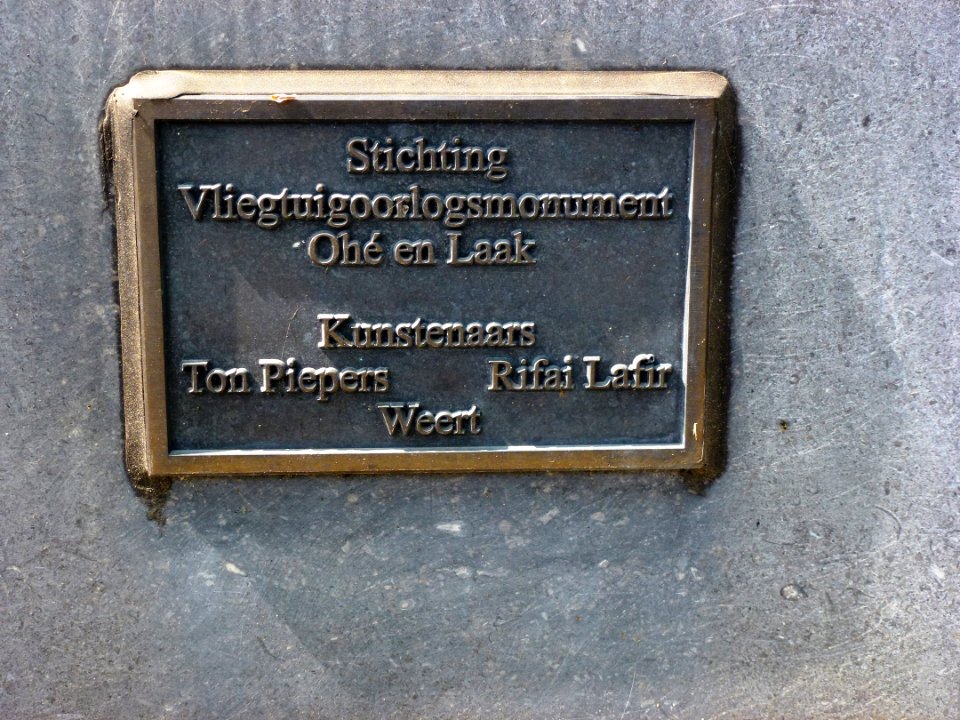 Stichting
Vliegtuigoorlogsmonument
Ohé en Laak
Kunstenaars
Ton Piepers Rifai Lafir
Weert